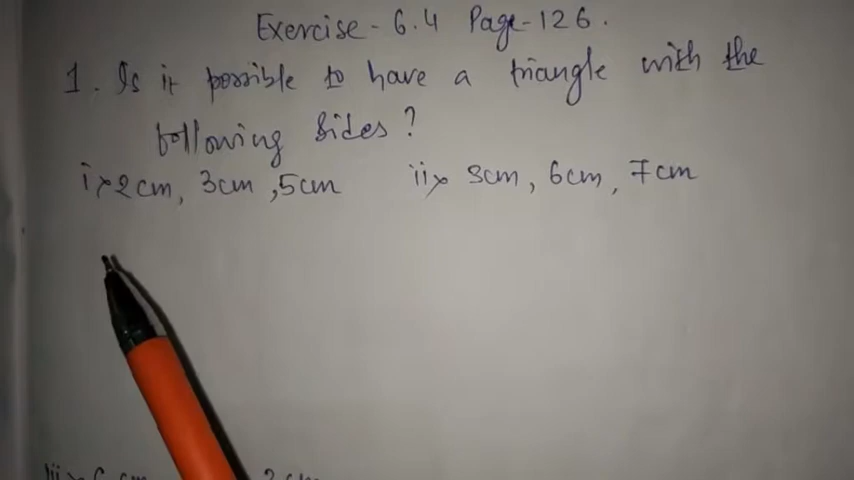 Exercise - 6.4 Page-126.
1. Is it possible to have a triangle with the
following sides?
i> 2cm, 3cm, 5cm ii> 3cm, 6cm, 7cm